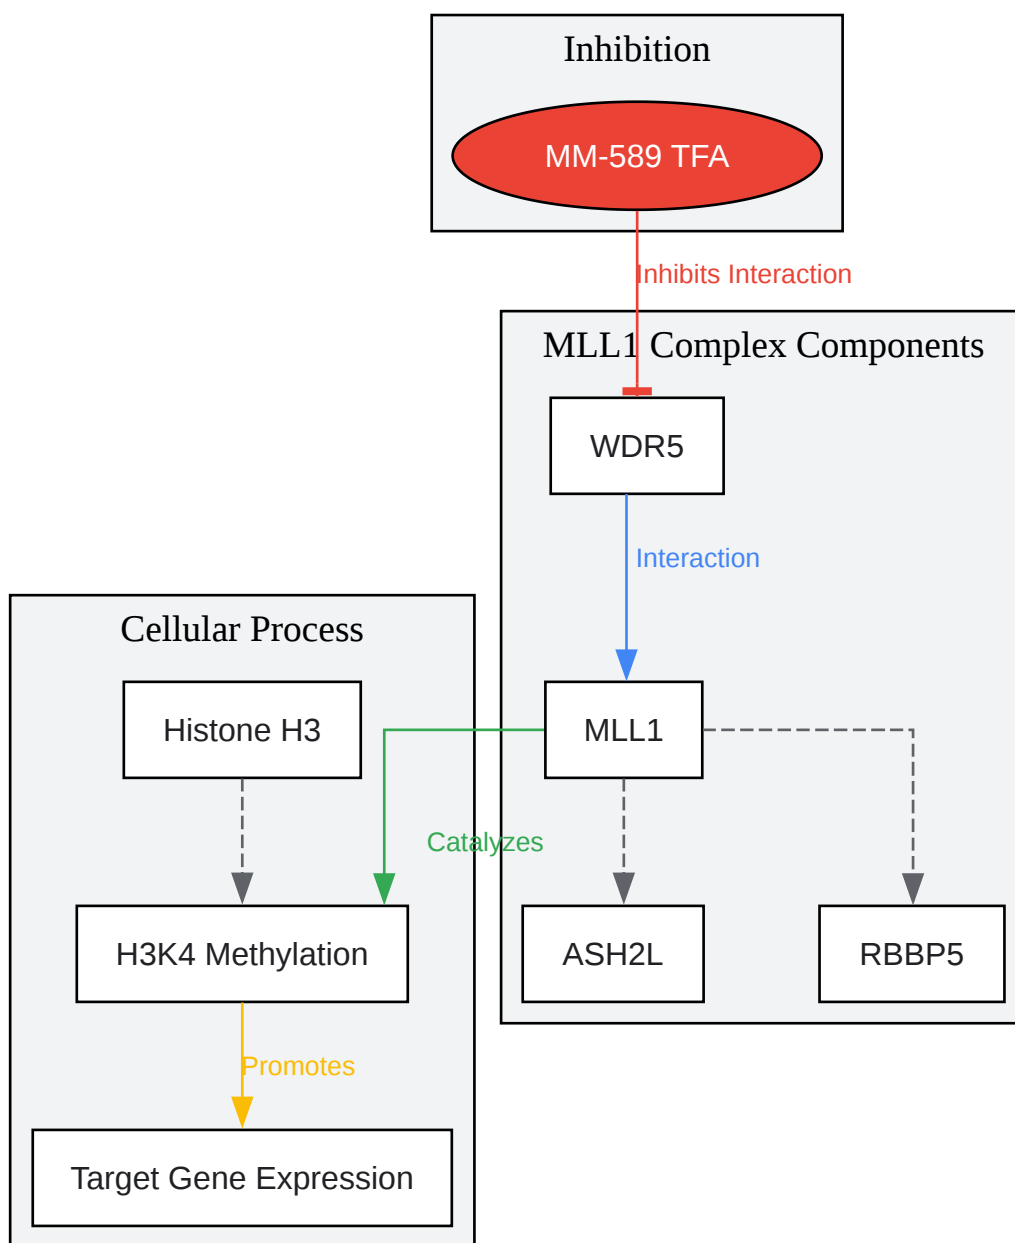 Inhibition
MM-589 TFA
Inhibits Interaction
MLL1 Complex Components
WDR5
Interaction
Cellular Process
Histone H3
MLL1
Catalyzes
H3K4 Methylation
ASH2L
RBBP5
Promotes
Target Gene Expression